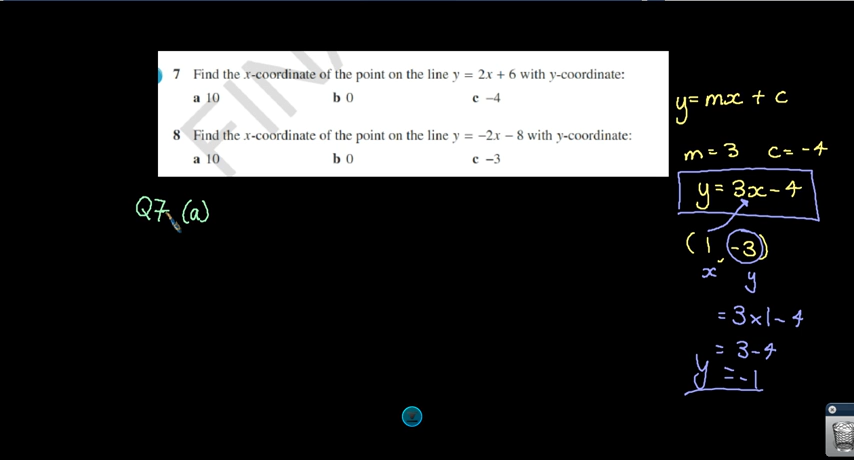 7 Find the x-coordinate of the point on the line y = 2x + 6 with y-coordinate:
a 10 b 0 c –4
8 Find the x-coordinate of the point on the line y = −2x − 8 with y-coordinate:
a 10 b 0 c –3
Q7 (a)
y = mx + c
m = 3 c = -4
y = 3x - 4
(1, -3)
x y
= 3x1 - 4
= 3 - 4
y = -1